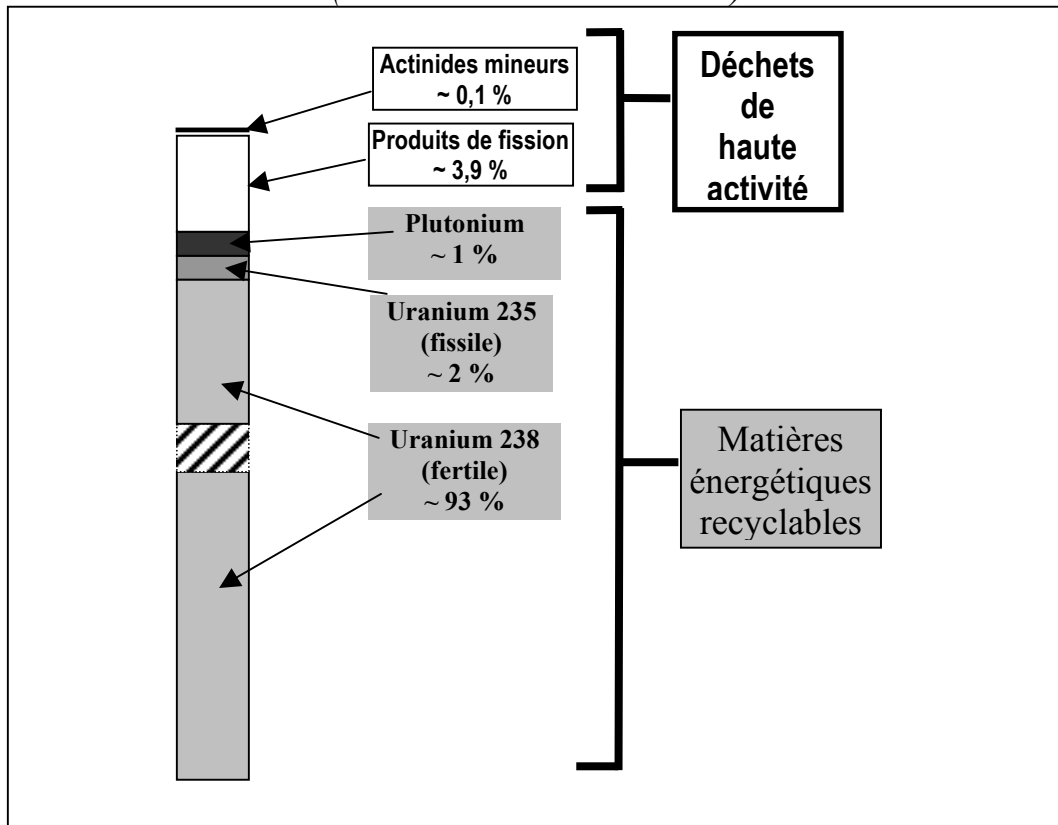 Actinides mineurs
~ 0,1 %
Produits de fission
~ 3,9 %
Plutonium
~ 1 %
Uranium 235
(fissile)
~ 2 %
Uranium 238
(fertile)
~ 93 %
Déchets
de
haute
activité
Matières
énergétiques
recyclables